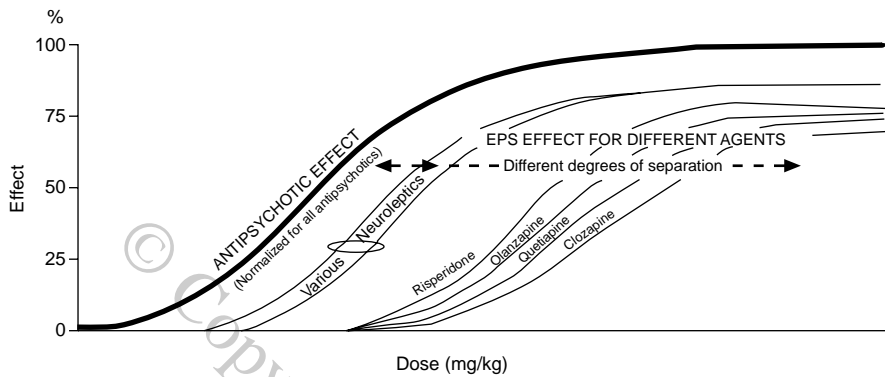 %
100
75
50
25
0
Effect
Dose (mg/kg)
ANTIPSYCHOTIC EFFECT
(Normalized for all antipsychotics)
Various Neuroleptics
EPS EFFECT FOR DIFFERENT AGENTS
Different degrees of separation
Risperidone
Olanzapine
Quetiapine
Clozapine
©